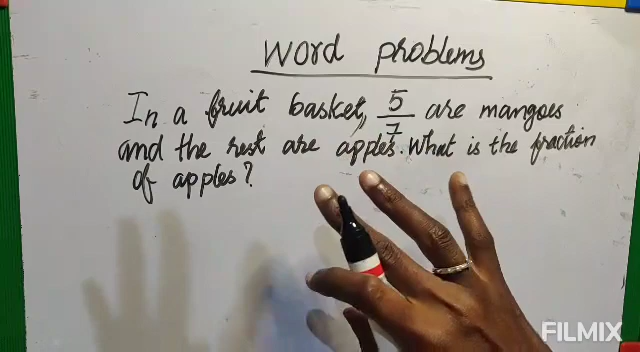 Word problems
In a fruit basket, 5/7 are mangoes
and the rest are apples. What is the fraction
of apples?
FILMIX